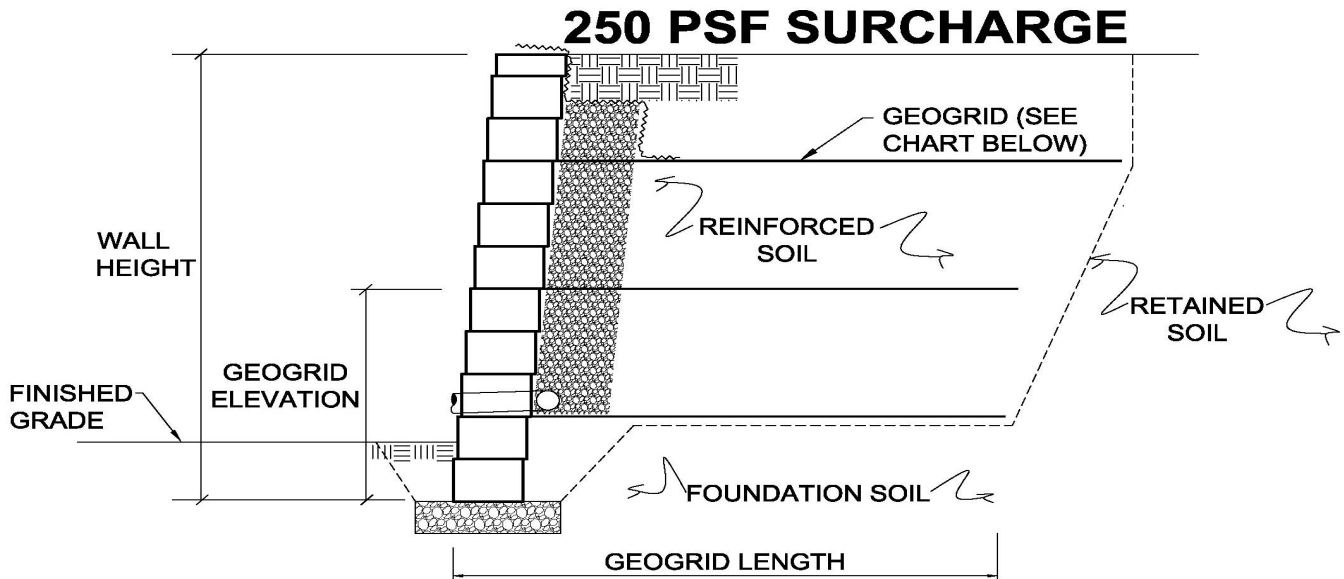 250 PSF SURCHARGE
GEOGRID (SEE
CHART BELOW)
REINFORCED
SOIL
WALL
HEIGHT
RETAINED
SOIL
GEOGRID
ELEVATION
FINISHED
GRADE
FOUNDATION SOIL
GEOGRID LENGTH